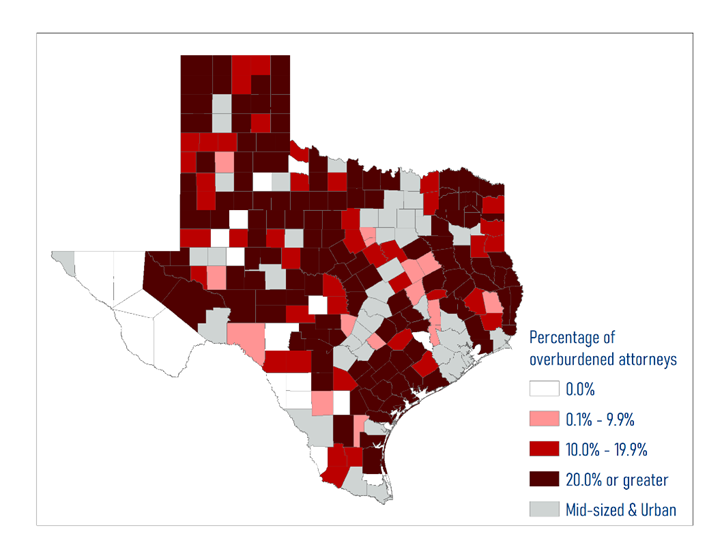 Percentage of
overburdened attorneys
0.0%
0.1% - 9.9%
10.0% - 19.9%
20.0% or greater
Mid-sized & Urban